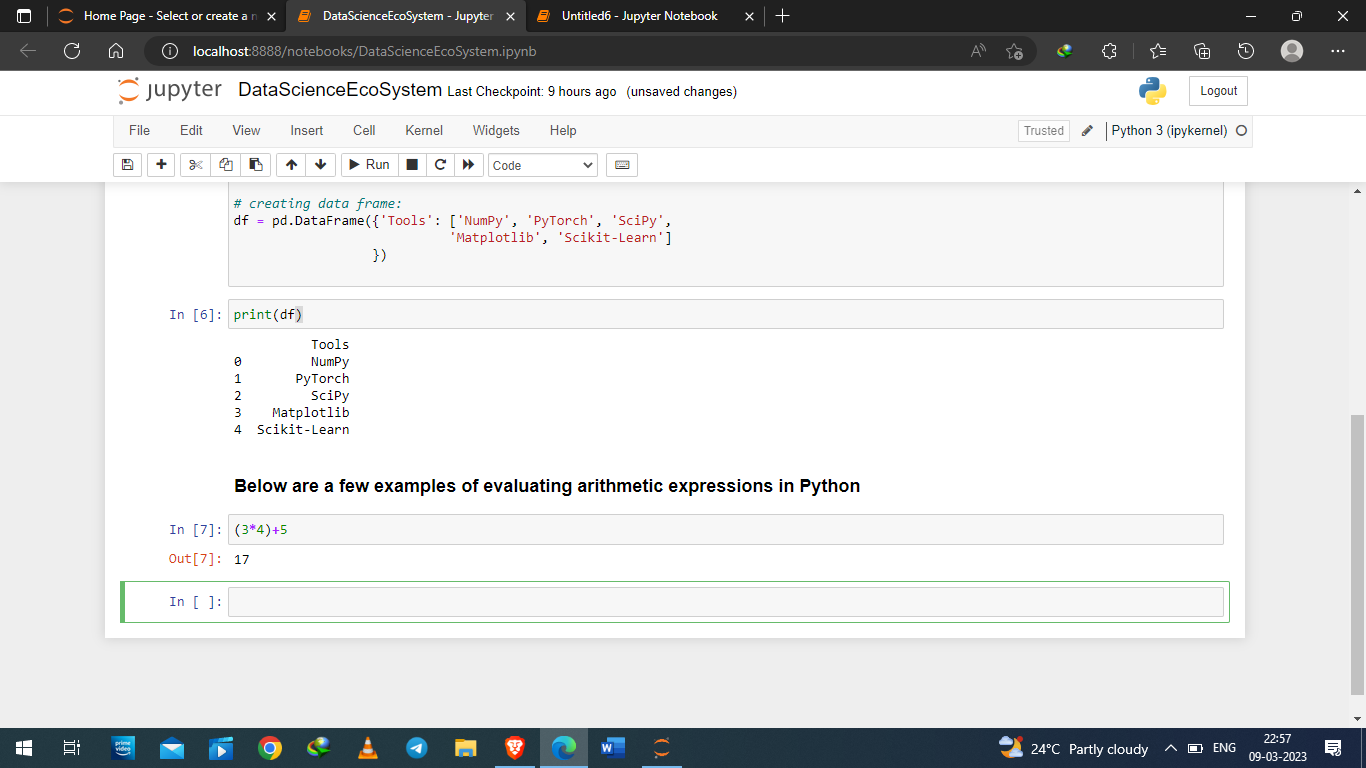 Home Page - Select or create a n
DataScienceEcoSystem - Jupyter
Untitled6 - Jupyter Notebook
localhost:8888/notebooks/DataScienceEcoSystem.ipynb
jupyter DataScienceEcoSystem Last Checkpoint: 9 hours ago (unsaved changes)
Logout
File Edit View Insert Cell Kernel Widgets Help
Trusted
Python 3 (ipykernel)
Run
Code
# creating data frame:
df = pd.DataFrame({'Tools': ['NumPy', 'PyTorch', 'SciPy',
'Matplotlib', 'Scikit-Learn']
})
In [6]: print(df)
Tools
0 NumPy
1 PyTorch
2 SciPy
3 Matplotlib
4 Scikit-Learn
Below are a few examples of evaluating arithmetic expressions in Python
In [7]: (3*4)+5
Out[7]: 17
In [ ]:
prime video
24°C Partly cloudy
ENG
22:57
09-03-2023